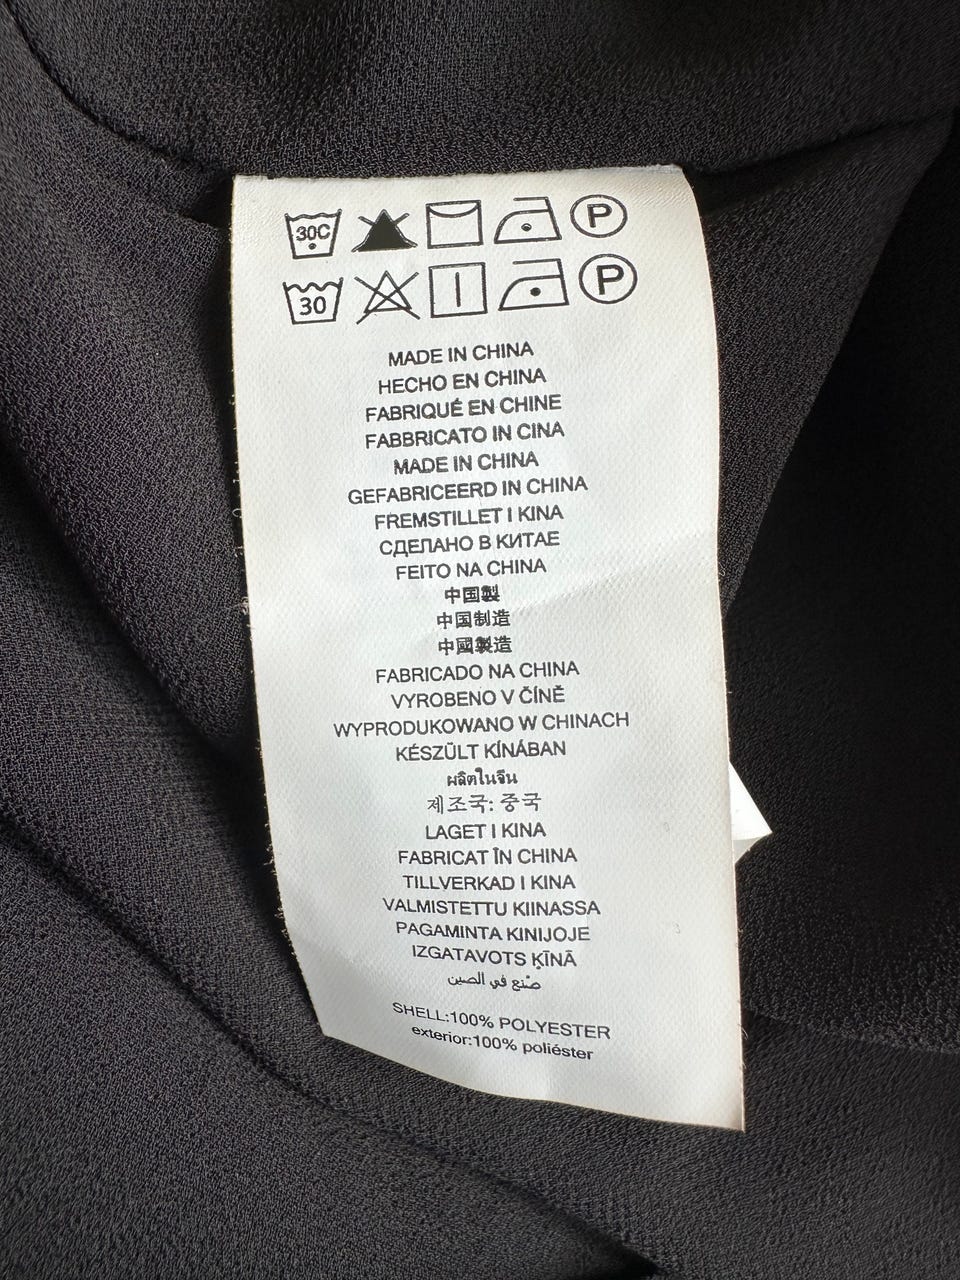 30C P
30 P
MADE IN CHINA
HECHO EN CHINA
FABRIQUÉ EN CHINE
FABBRICATO IN CINA
MADE IN CHINA
GEFABRICEERD IN CHINA
FREMSTILLET I KINA
СДЕЛАНО В КИТАЕ
FEITO NA CHINA
中国製
中国制造
中國製造
FABRICADO NA CHINA
VYROBENO V ČÍNĚ
WYPRODUKOWANO W CHINACH
KÉSZÜLT KÍNÁBAN
ผลิตในจีน
제조국: 중국
LAGET I KINA
FABRICAT ÎN CHINA
TILLVERKAD I KINA
VALMISTETTU KIINASSA
PAGAMINTA KINIJOJE
IZGATAVOTS ĶĪNĀ
صنع في الصين
SHELL:100% POLYESTER
exterior:100% poliéster